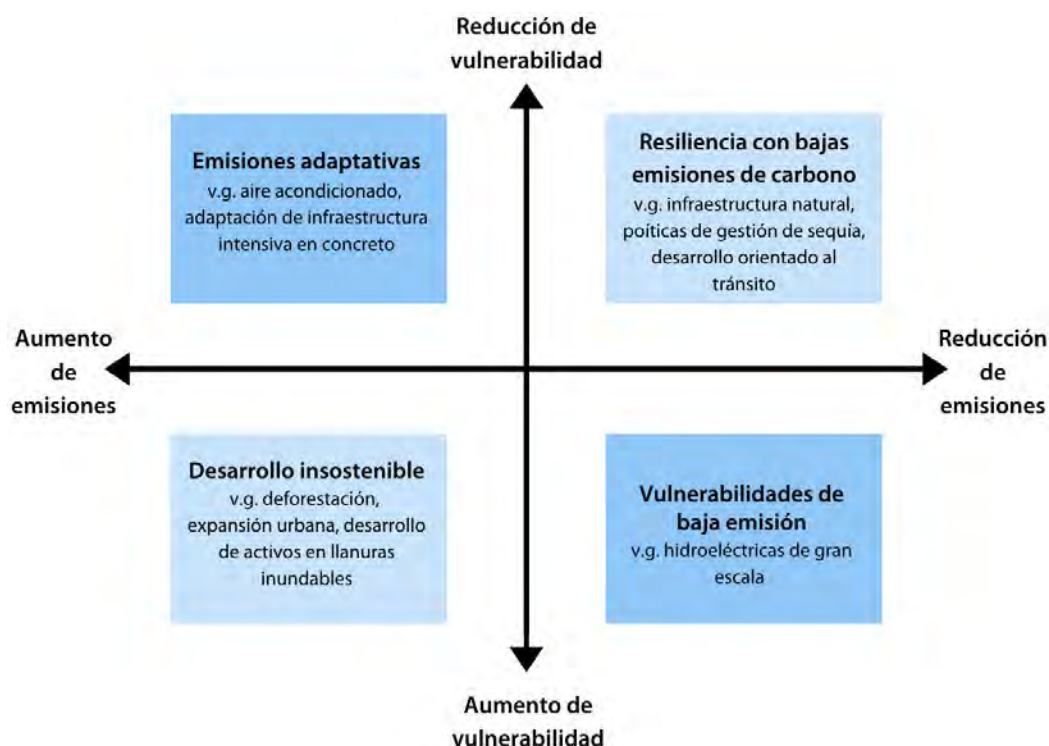 Reducción de
vulnerabilidad
Emisiones adaptativas
v.g. aire acondicionado,
adaptación de infraestructura
intensiva en concreto
Resiliencia con bajas
emisiones de carbono
v.g. infraestructura natural,
poíticas de gestión de sequía,
desarrollo orientado al
tránsito
Aumento
de
emisiones
Reducción
de
emisiones
Desarrollo insostenible
v.g. deforestación,
expansión urbana, desarrollo
de activos en llanuras
inundables
Vulnerabilidades de
baja emisión
v.g. hidroeléctricas de gran
escala
Aumento de
vulnerabilidad